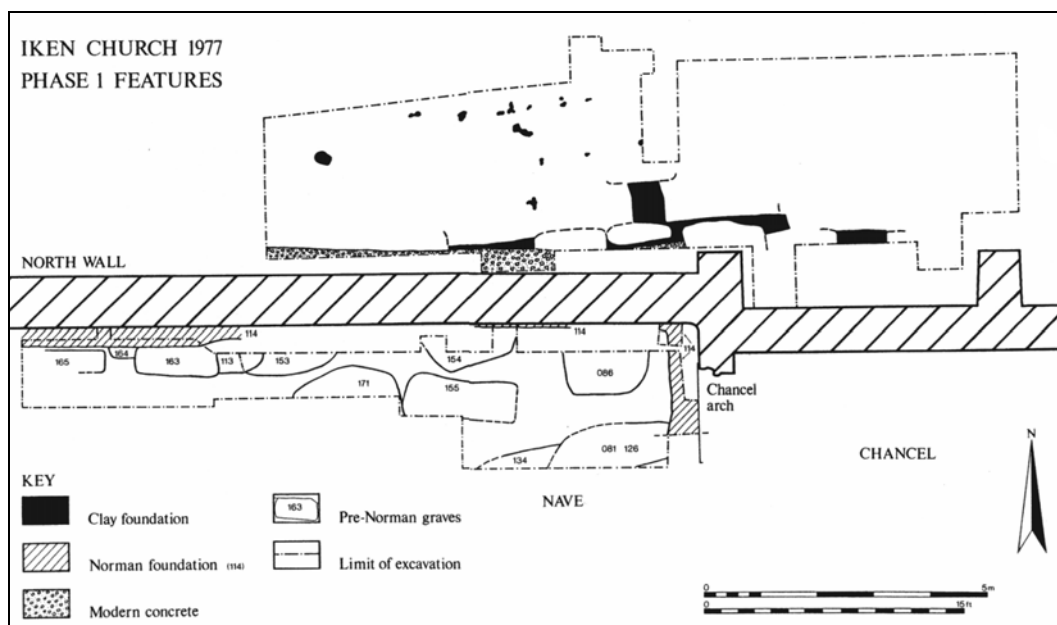 IKEN CHURCH 1977
PHASE 1 FEATURES
NORTH WALL
114
114
114
165
164
163
113
153
154
086
171
155
Chancel
arch
134
081 126
CHANCEL
N
NAVE
KEY
Clay foundation
163
Pre-Norman graves
Norman foundation (114)
Limit of excavation
Modern concrete
0 5m
0 15ft